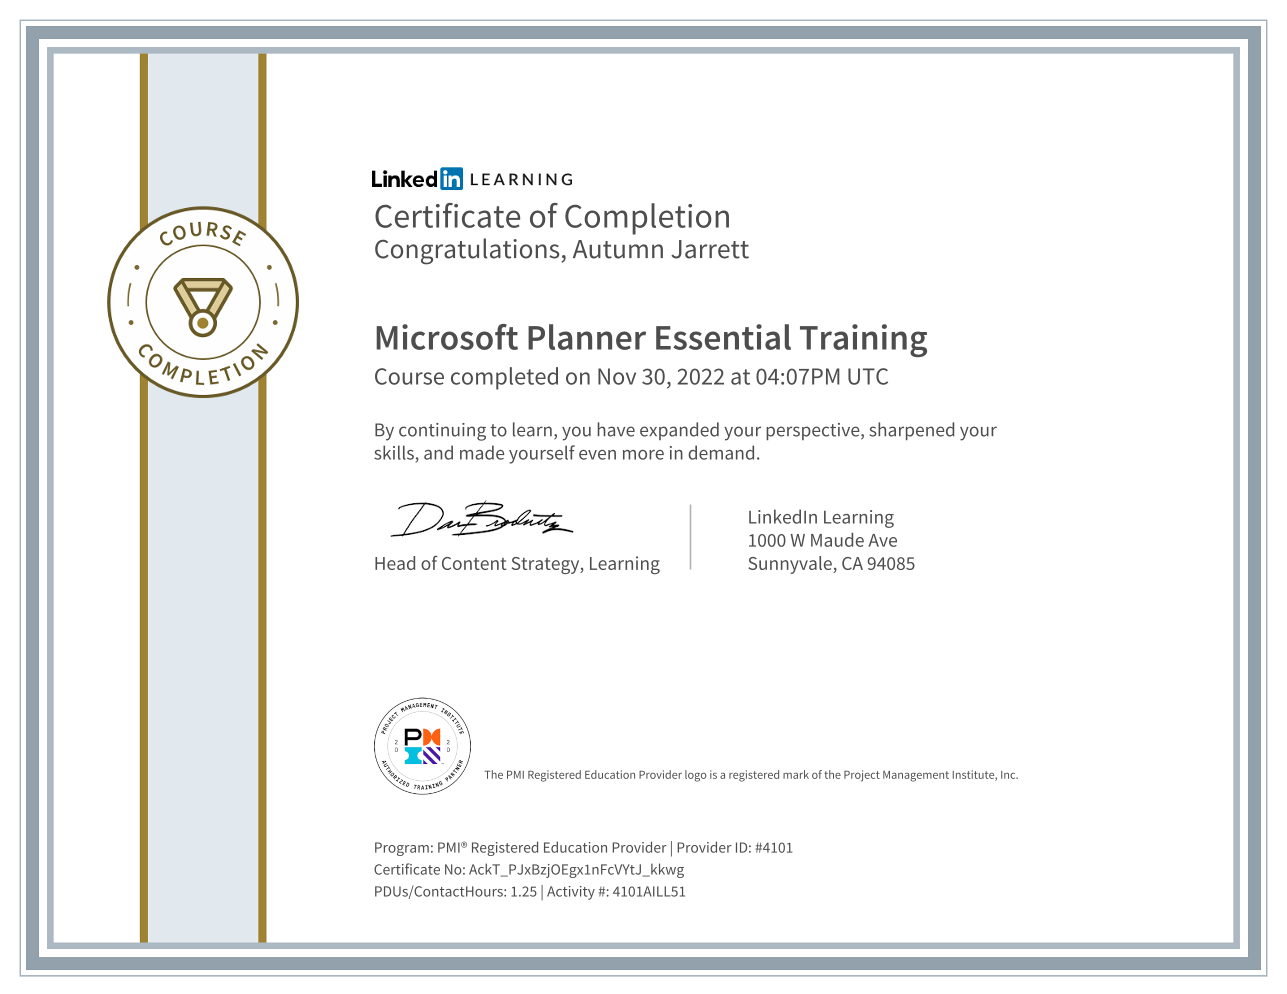 COURSE
COMPLETION
Linked in LEARNING
Certificate of Completion
Congratulations, Autumn Jarrett
Microsoft Planner Essential Training
Course completed on Nov 30, 2022 at 04:07PM UTC
By continuing to learn, you have expanded your perspective, sharpened your
skills, and made yourself even more in demand.
Head of Content Strategy, Learning
LinkedIn Learning
1000 W Maude Ave
Sunnyvale, CA 94085
PROJECT MANAGEMENT INSTITUTE
20 PM 20
AUTHORIZED TRAINING PARTNER
The PMI Registered Education Provider logo is a registered mark of the Project Management Institute, Inc.
Program: PMI® Registered Education Provider | Provider ID: #4101
Certificate No: AckT_PJxBzjOEgx1nFcVYtJ_kkwg
PDUs/ContactHours: 1.25 | Activity #: 4101AILL51